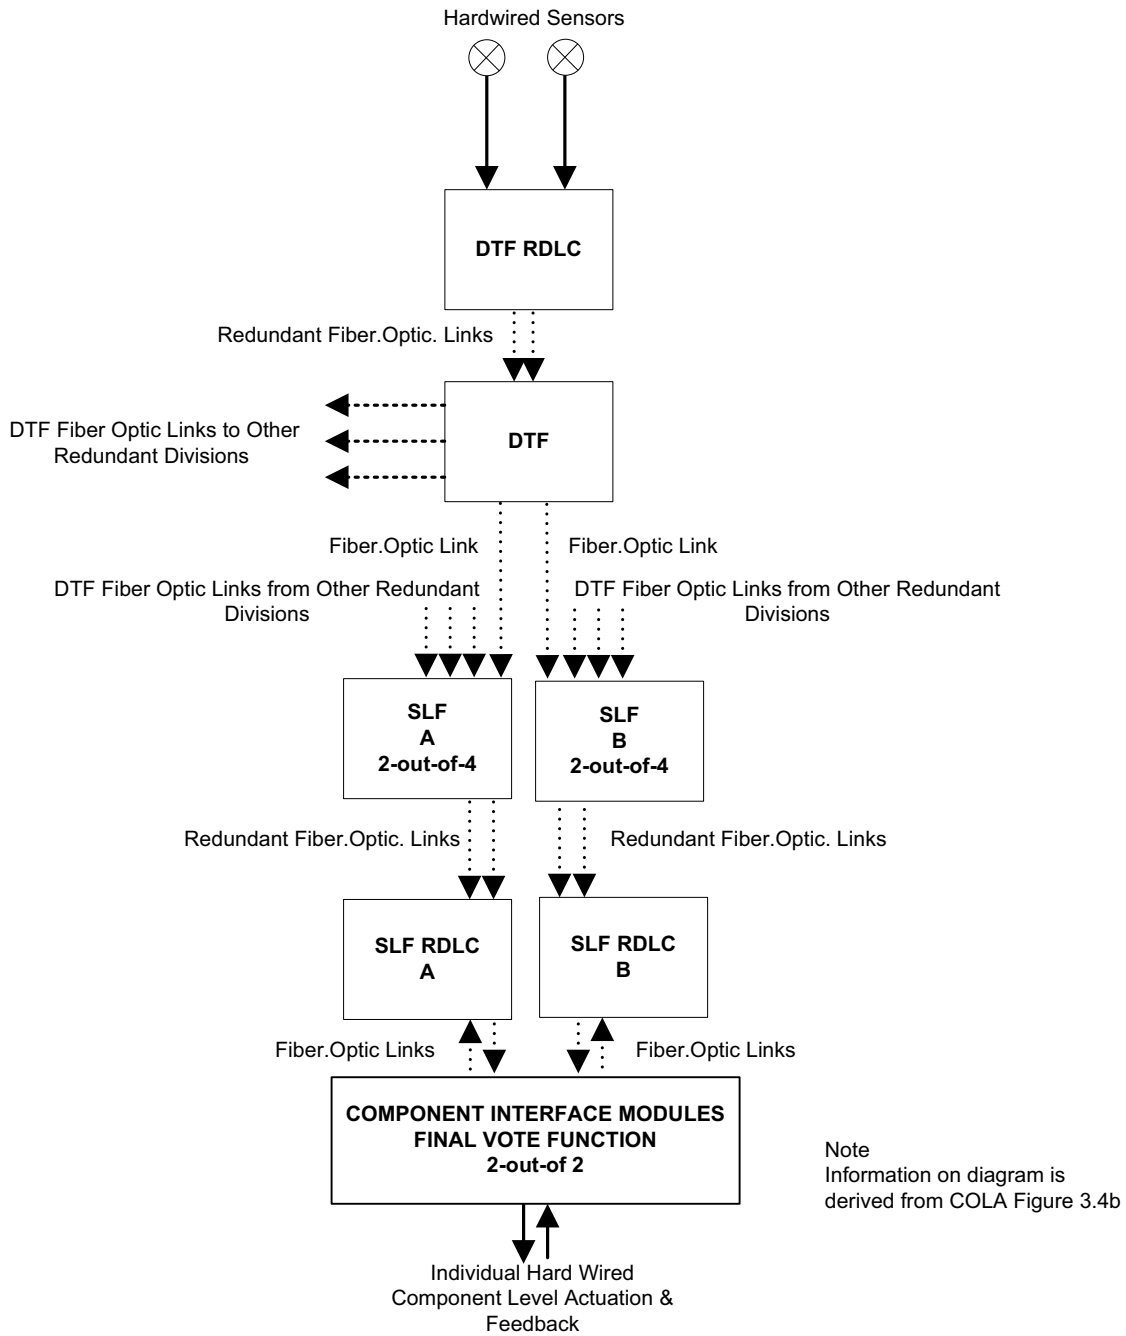 Hardwired Sensors
DTF RDLC
Redundant Fiber.Optic. Links
DTF Fiber Optic Links to Other
Redundant Divisions
DTF
Fiber.Optic Link
Fiber.Optic Link
DTF Fiber Optic Links from Other Redundant
Divisions
DTF Fiber Optic Links from Other Redundant
Divisions
SLF
A
2-out-of-4
SLF
B
2-out-of-4
Redundant Fiber.Optic. Links
Redundant Fiber.Optic. Links
SLF RDLC
A
SLF RDLC
B
Fiber.Optic Links
Fiber.Optic Links
COMPONENT INTERFACE MODULES
FINAL VOTE FUNCTION
2-out-of 2
Note
Information on diagram is
derived from COLA Figure 3.4b
Individual Hard Wired
Component Level Actuation &
Feedback